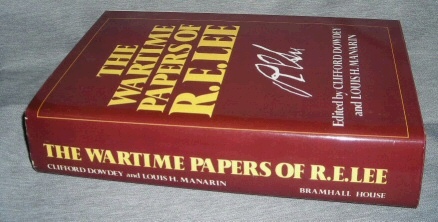 THE
WARTIME
PAPERS OF
R.E.LEE
Edited by CLIFFORD DOWDEY
and LOUIS H. MANARIN
THE WARTIME PAPERS OF R.E.LEE
CLIFFORD DOWDEY and LOUIS H. MANARIN
BRAMHALL HOUSE